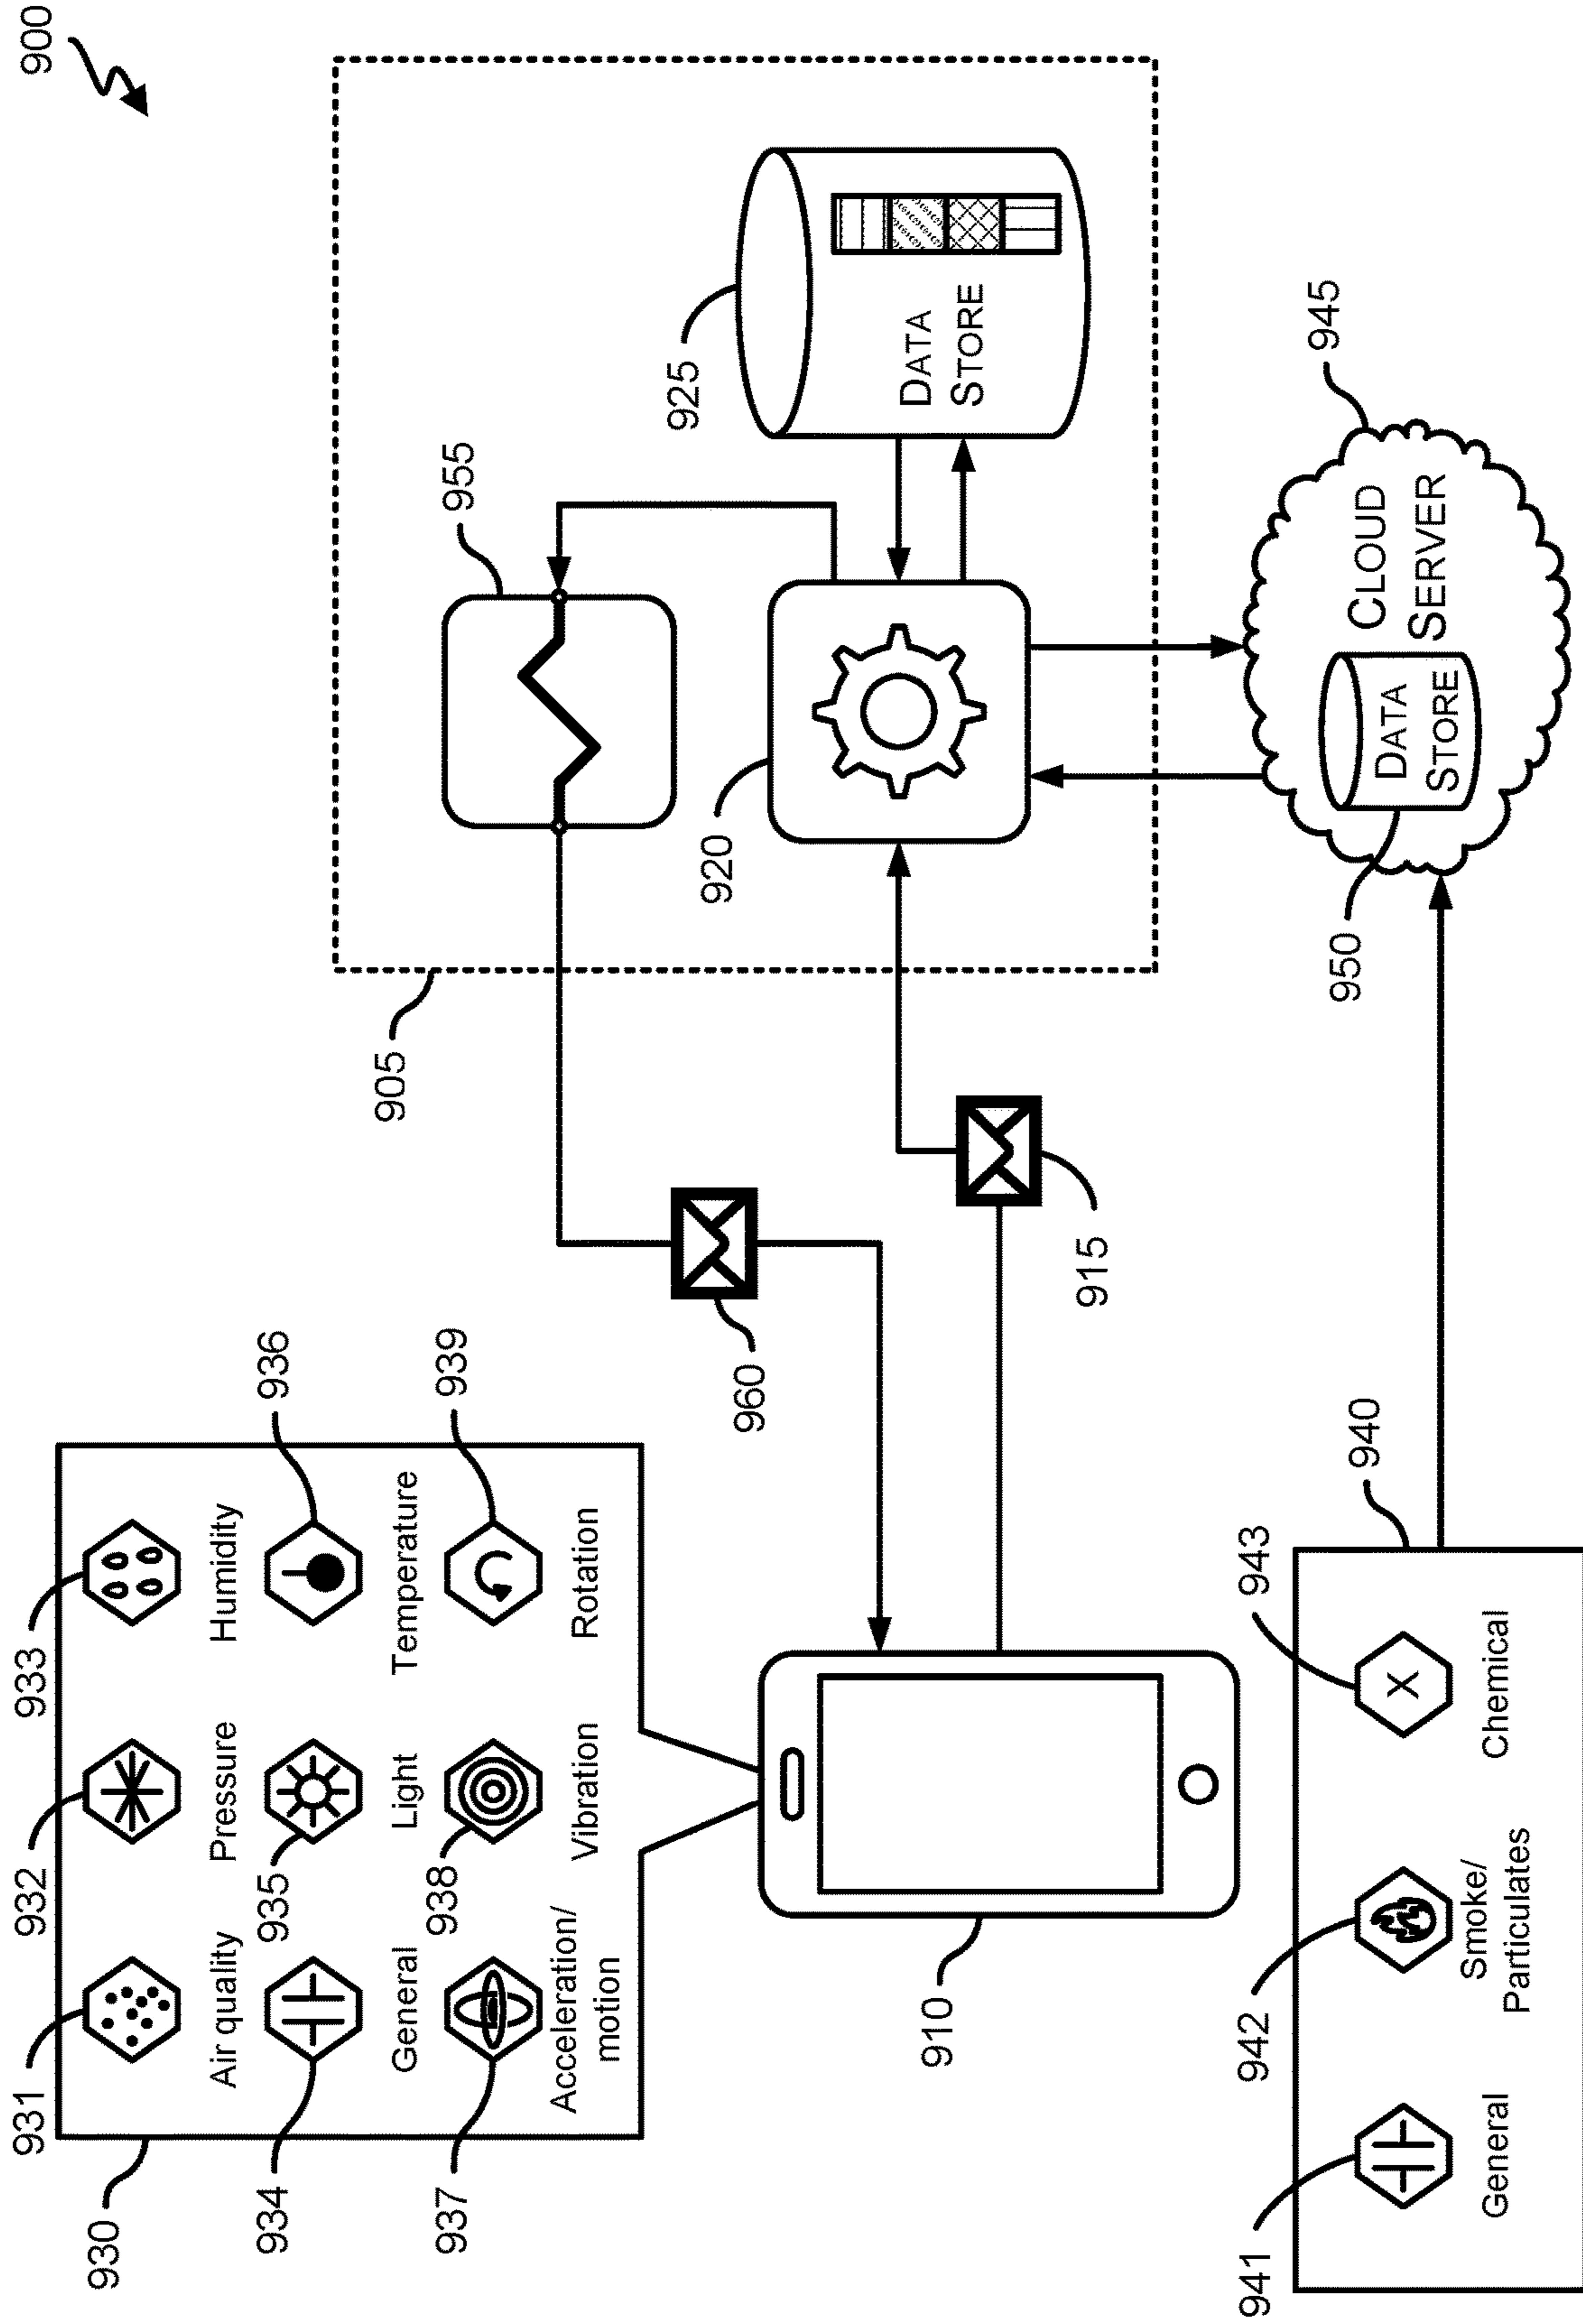 900
930
931
932
933
Air quality
Pressure
Humidity
934
935
936
General
Light
Temperature
937
938
939
Acceleration/
motion
Vibration
Rotation
910
960
915
905
955
920
925
DATA
STORE
940
941
942
943
General
Smoke/
Particulates
X
Chemical
950
945
CLOUD
SERVER
DATA
STORE